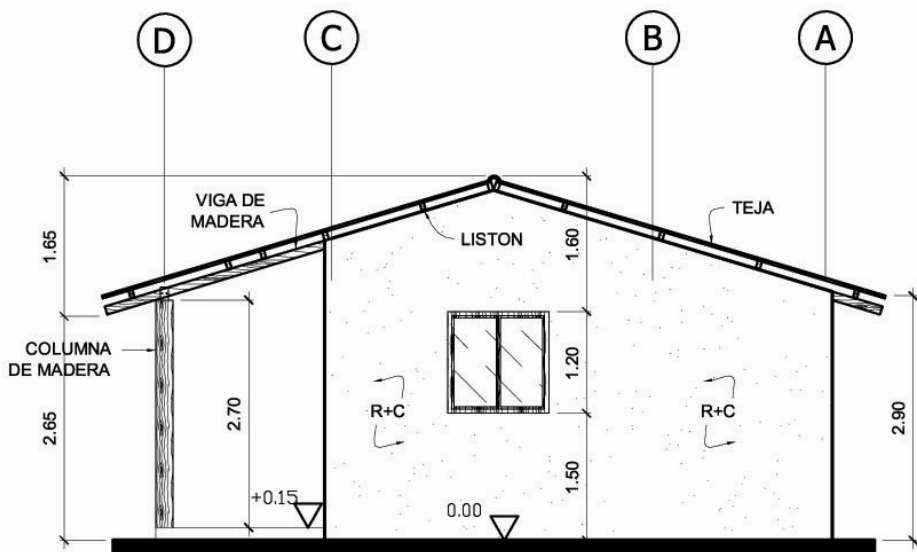 D
C
B
A
VIGA DE
MADERA
LISTON
TEJA
1.65
1.60
COLUMNA
DE MADERA
1.20
R+C
R+C
2.65
2.70
2.90
1.50
+0.15
0.00